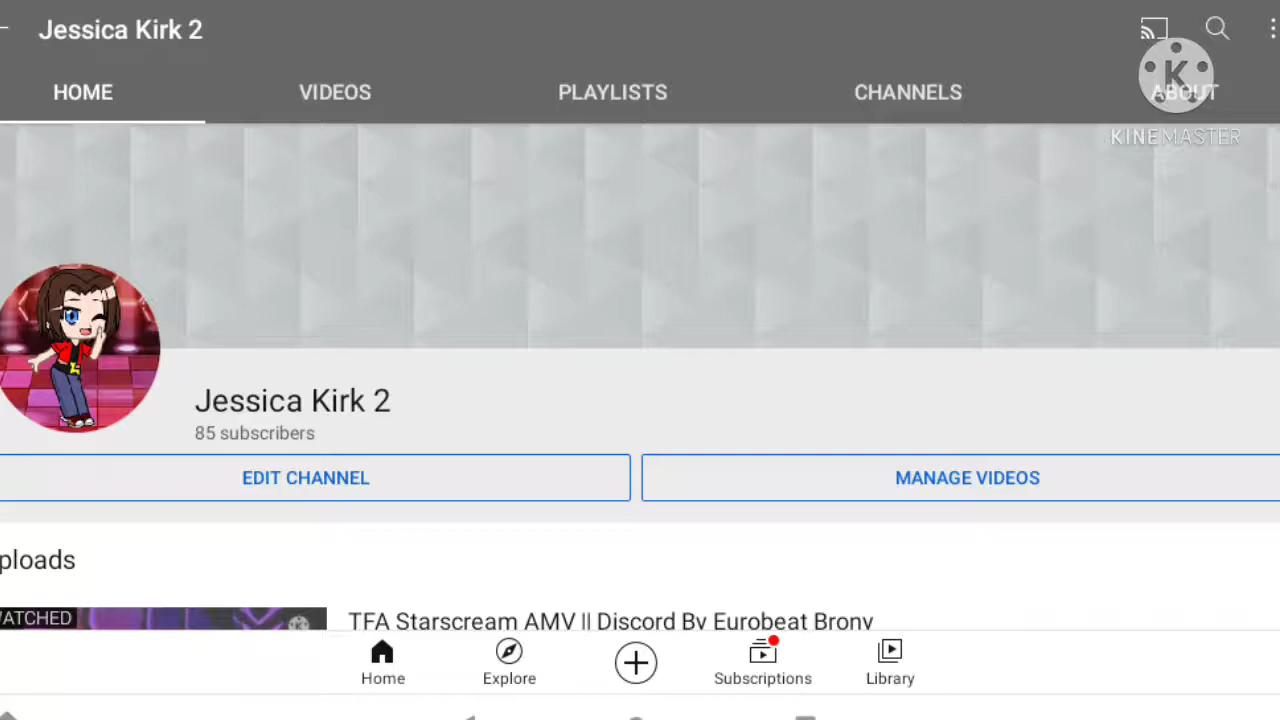 Jessica Kirk 2
HOME VIDEOS PLAYLISTS CHANNELS ABOUT
K
KINEMASTER
Jessica Kirk 2
85 subscribers
EDIT CHANNEL MANAGE VIDEOS
ploads
WATCHED
TFA Starscream AMV || Discord By Eurobeat Brony
Home Explore Subscriptions Library